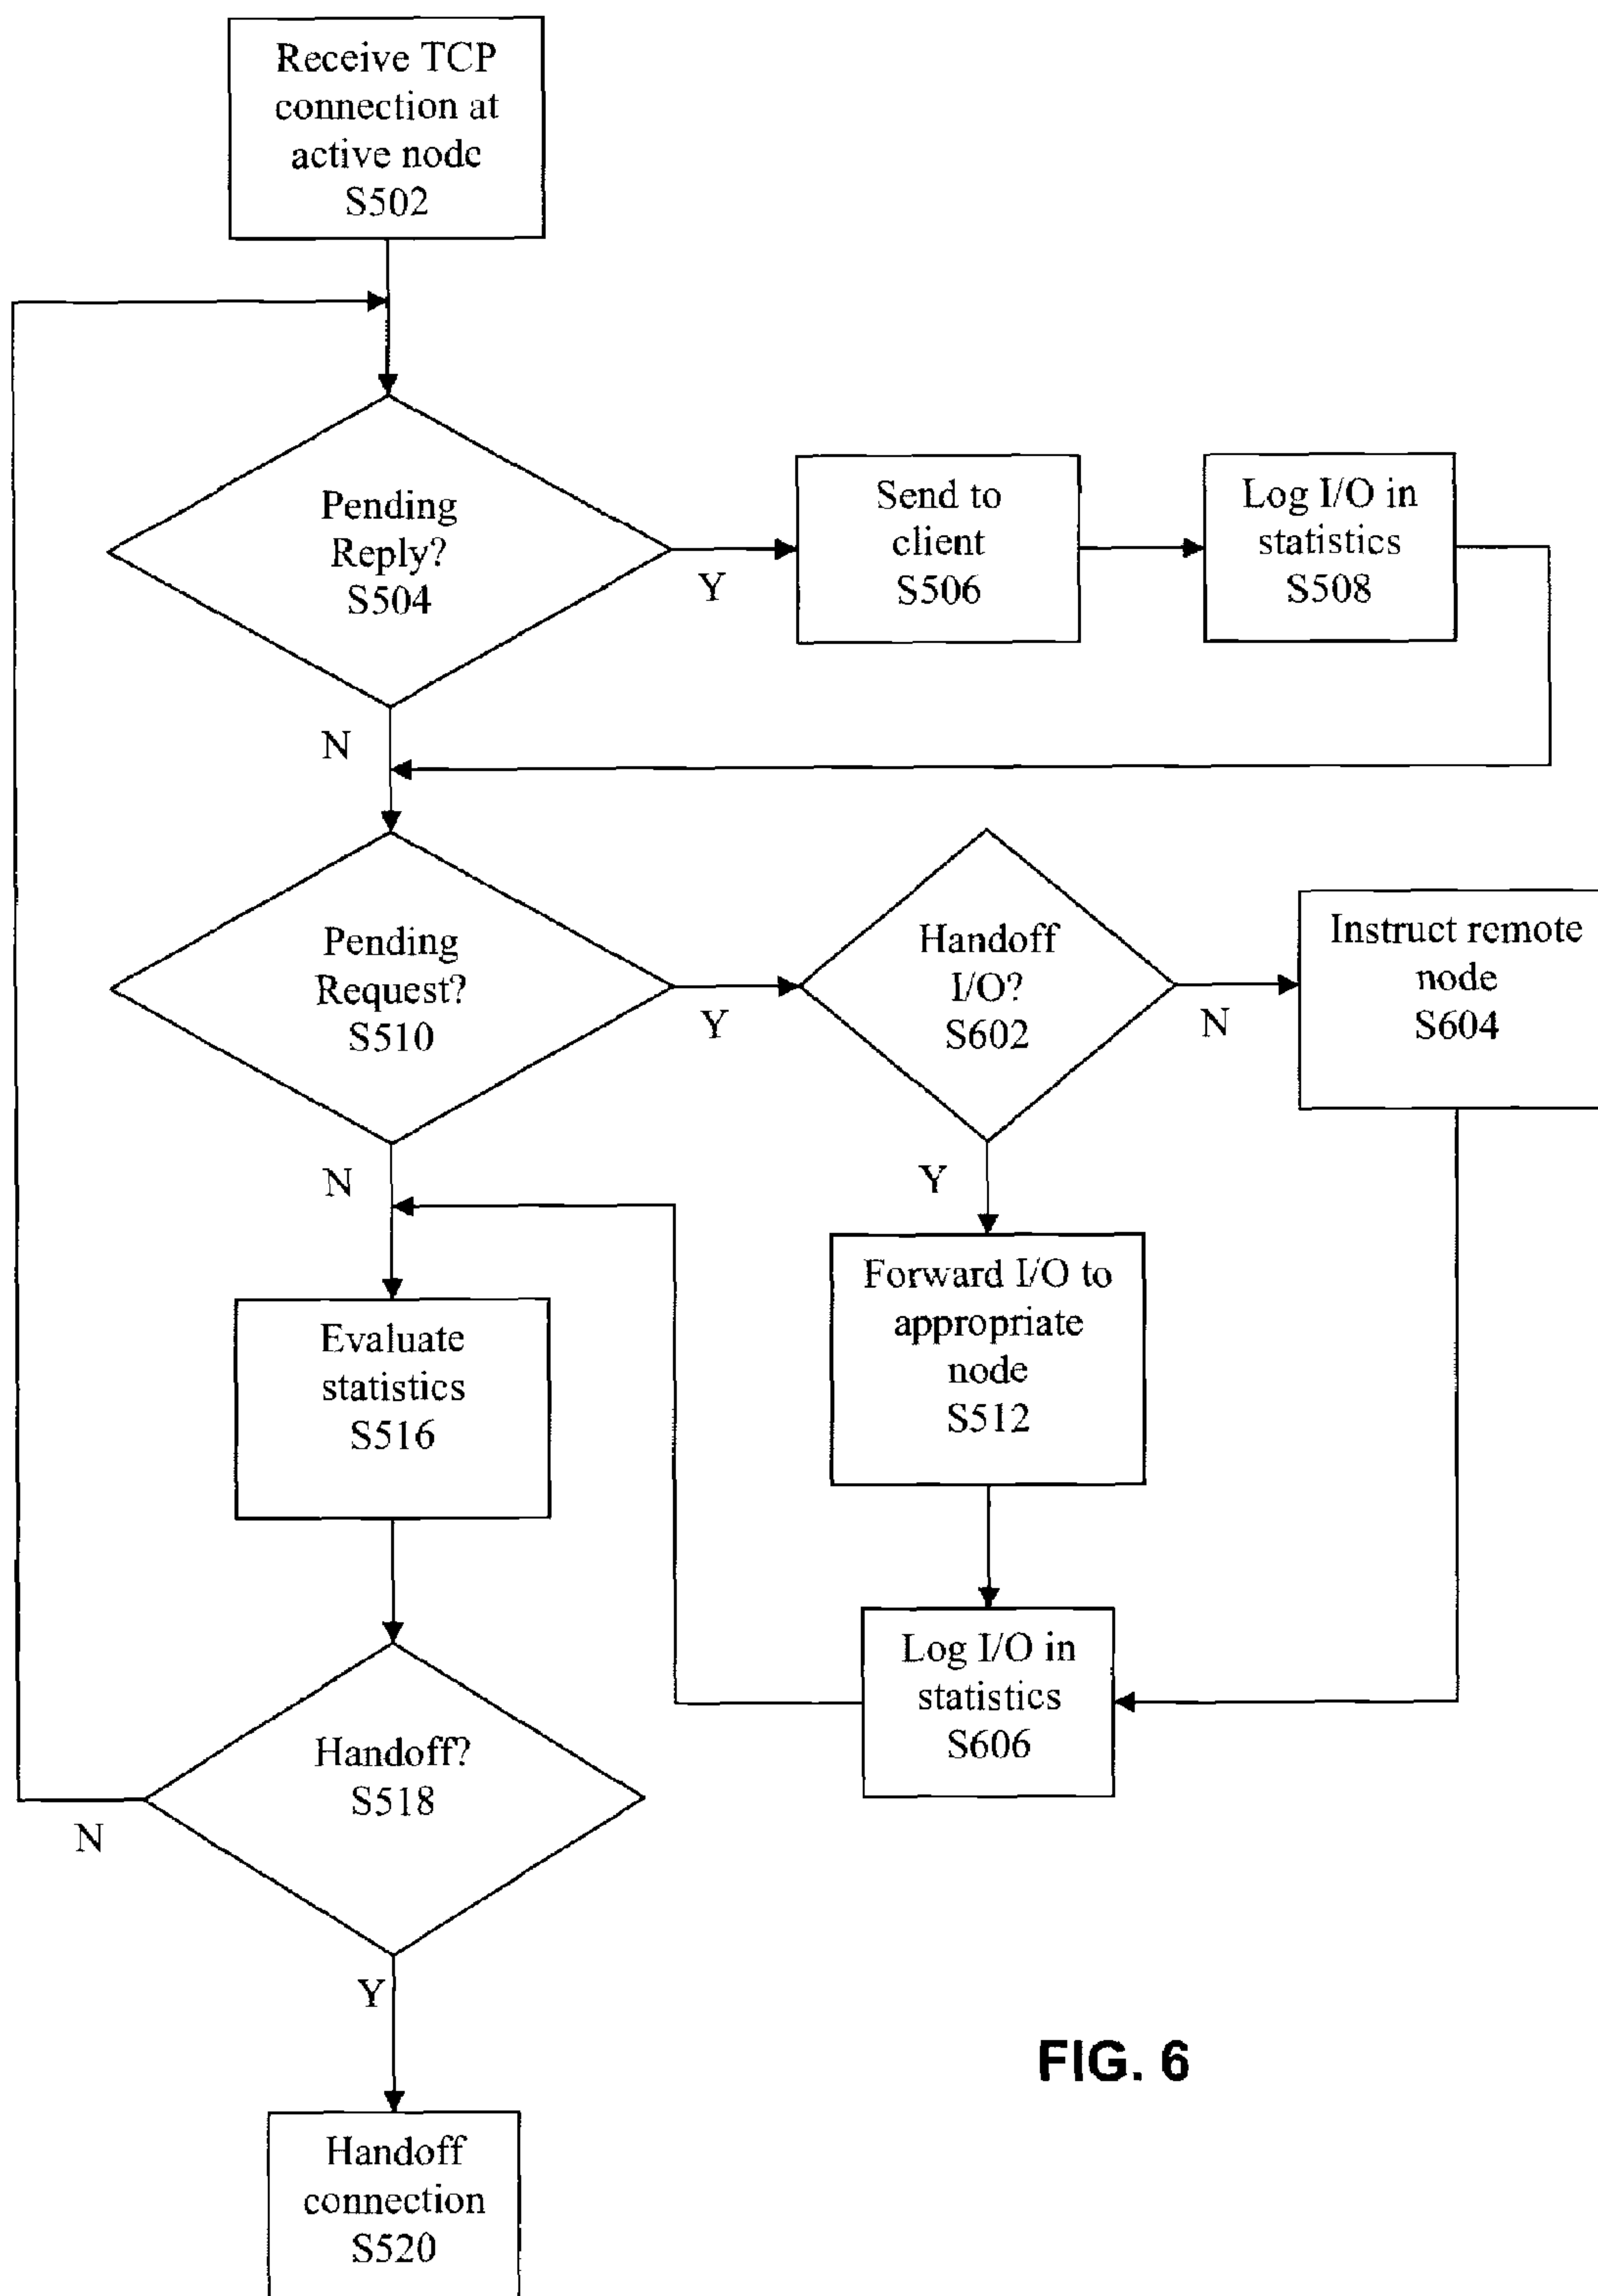 Receive TCP
connection at
active node
S502
Pending
Reply?
S504
Y
Send to
client
S506
Log I/O in
statistics
S508
N
Pending
Request?
S510
Y
Handoff
I/O?
S602
N
Instruct remote
node
S604
N
Y
Forward I/O to
appropriate
node
S512
Evaluate
statistics
S516
Log I/O in
statistics
S606
Handoff?
S518
N
Y
FIG. 6
Handoff
connection
S520